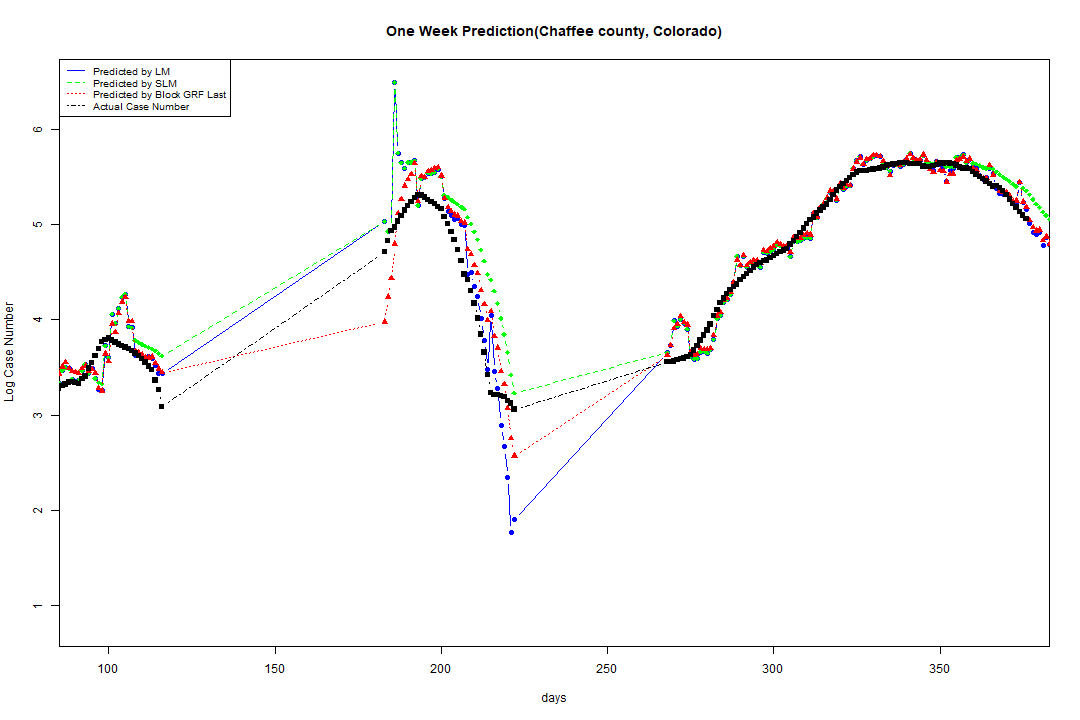 One Week Prediction(Chaffee county, Colorado)
Predicted by LM
Predicted by SLM
Predicted by Block GRF Last
Actual Case Number
Log Case Number
6
5
4
3
2
1
100 150 200 250 300 350
days